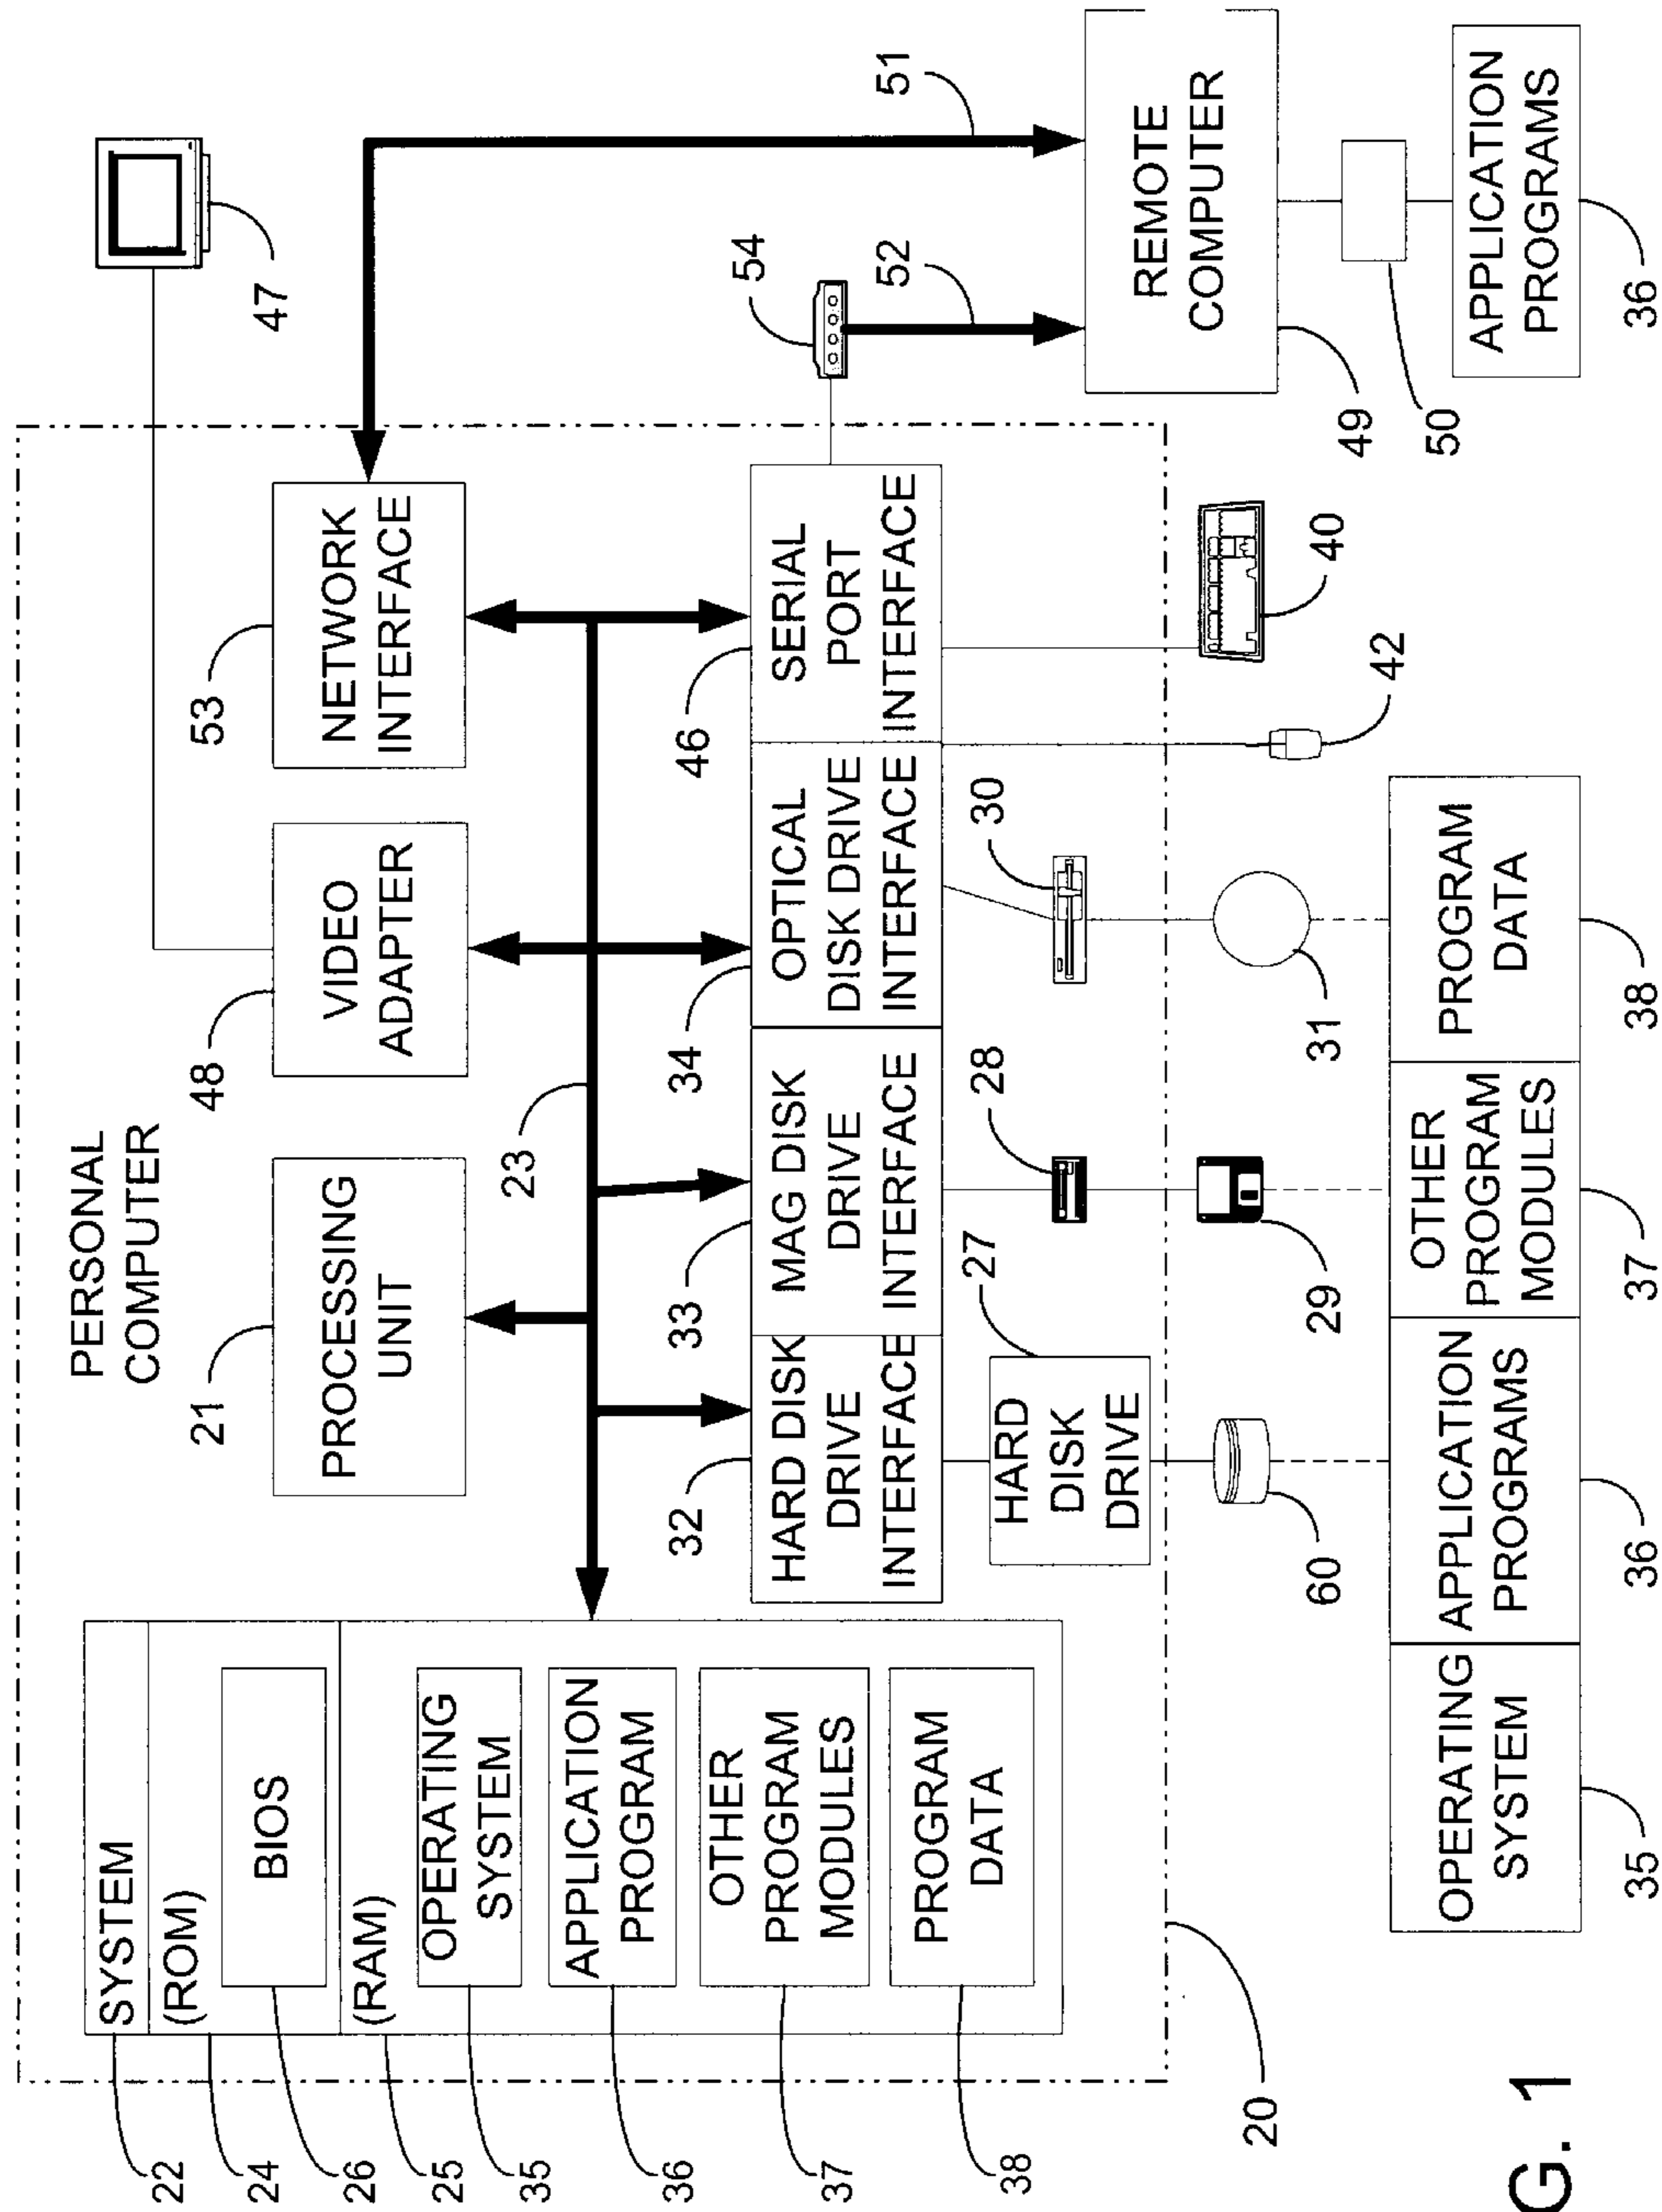 PERSONAL
COMPUTER
22
SYSTEM
24
(ROM)
26
BIOS
25
(RAM)
35
OPERATING
SYSTEM
36
APPLICATION
PROGRAM
37
OTHER
PROGRAM
MODULES
38
PROGRAM
DATA
21
PROCESSING
UNIT
48
VIDEO
ADAPTER
53
NETWORK
INTERFACE
47
23
32
HARD DISK
DRIVE
INTERFACE
33
MAG DISK
DRIVE
INTERFACE
34
OPTICAL
DISK DRIVE
INTERFACE
46
SERIAL
PORT
INTERFACE
54
52
51
27
HARD
DISK
DRIVE
28
30
60
29
31
42
40
20
REMOTE
COMPUTER
49
50
APPLICATION
PROGRAMS
36
OPERATING
SYSTEM
35
APPLICATION
PROGRAMS
36
OTHER
PROGRAM
MODULES
37
PROGRAM
DATA
38
G. 1